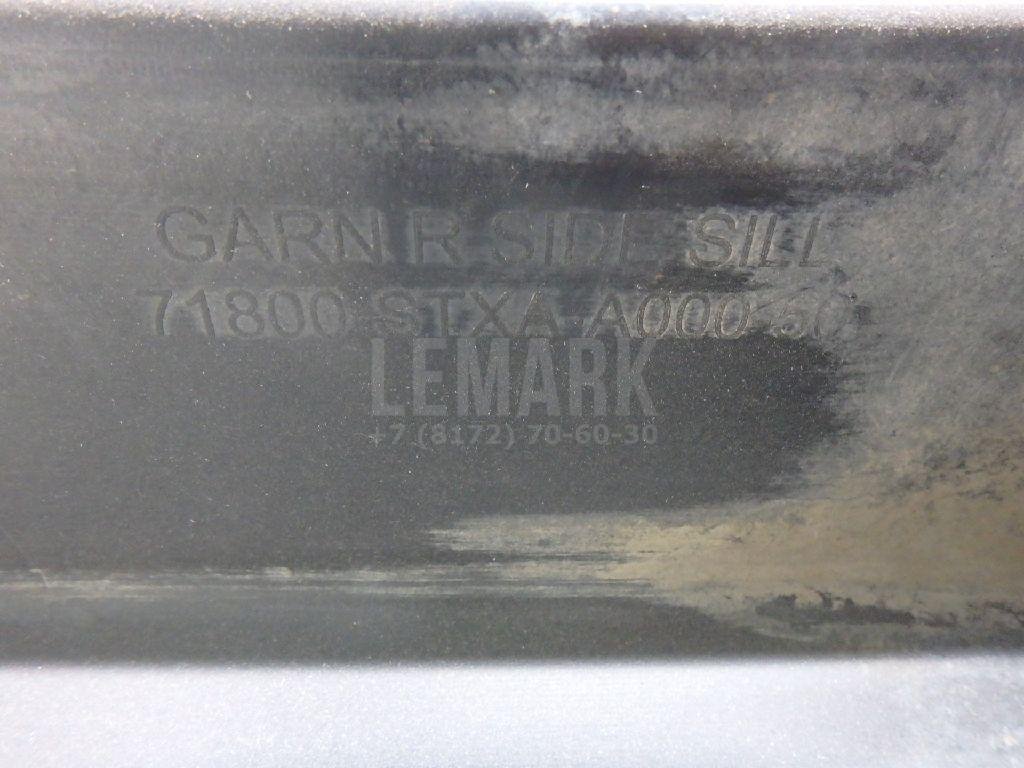 GARN R SIDE SILL
71800-STXA-A000-50
LEMARK
+7 (8172) 70-60-30